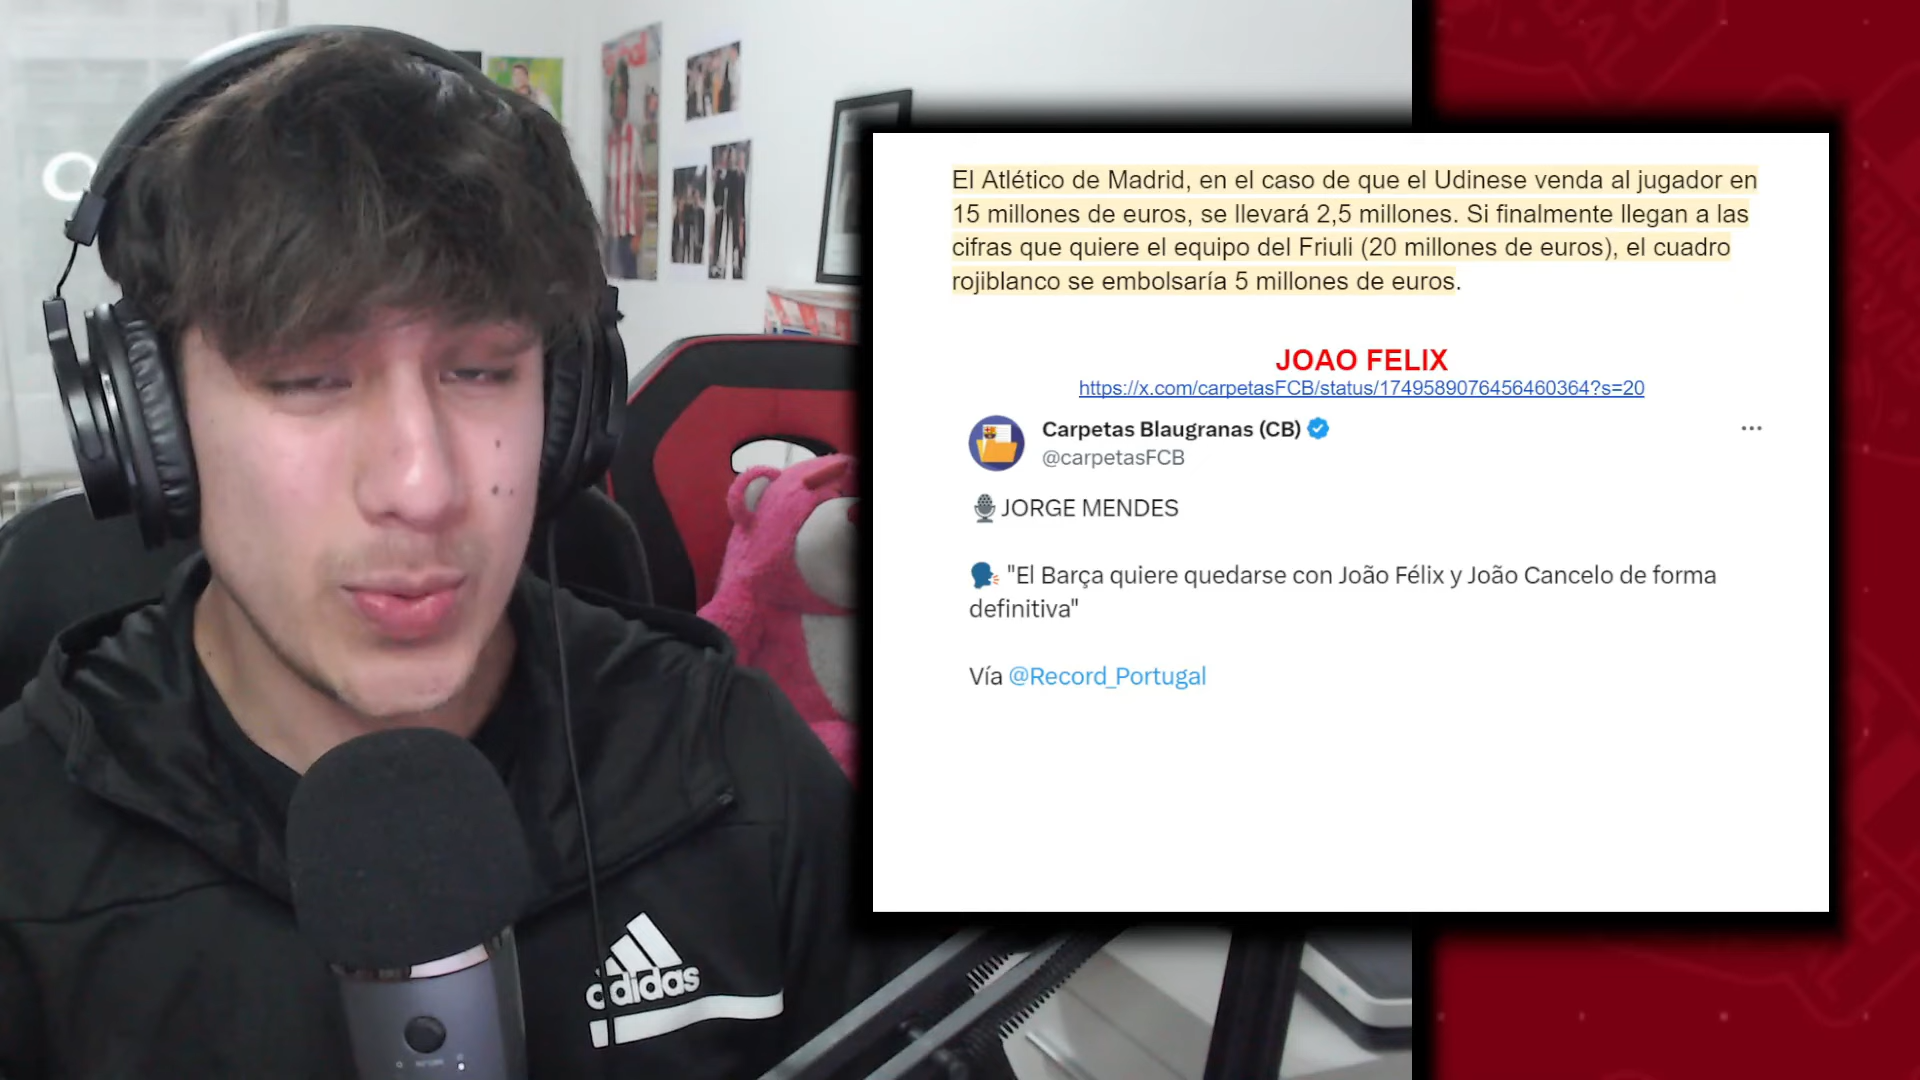 El Atlético de Madrid, en el caso de que el Udinese venda al jugador en
15 millones de euros, se llevará 2,5 millones. Si finalmente llegan a las
cifras que quiere el equipo del Friuli (20 millones de euros), el cuadro
rojiblanco se embolsaría 5 millones de euros.
JOAO FELIX
https://x.com/carpetasFCB/status/1749589076456460364?s=20
Carpetas Blaugranas (CB)
@carpetasFCB
JORGE MENDES
"El Barça quiere quedarse con João Félix y João Cancelo de forma
definitiva"
Vía @Record_Portugal
adidas